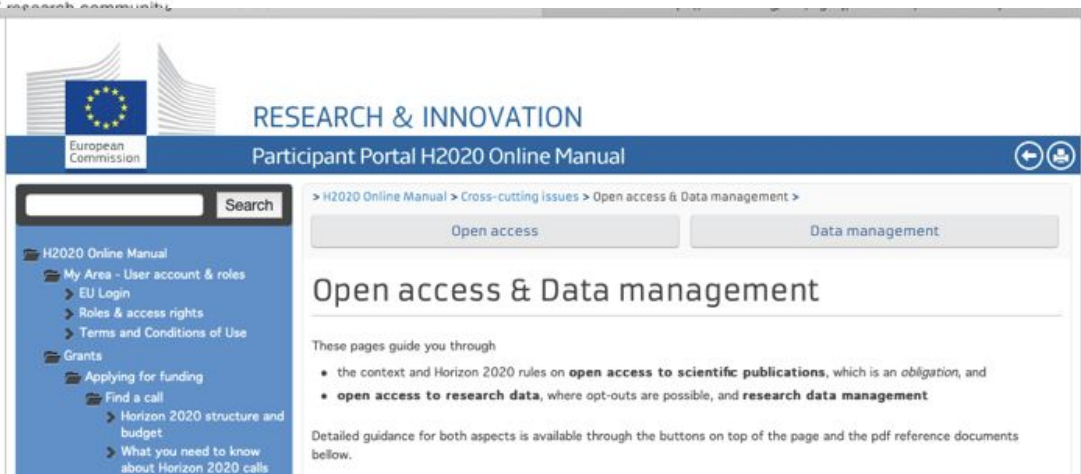 research community.
RESEARCH & INNOVATION
European
Commission
Participant Portal H2020 Online Manual
Search
> H2020 Online Manual > Cross-cutting issues > Open access & Data management >
Open access
Data management
H2020 Online Manual
My Area - User account & roles
EU Login
Roles & access rights
Terms and Conditions of Use
Grants
Applying for funding
Find a call
Horizon 2020 structure and
budget
What you need to know
about Horizon 2020 calls
Open access & Data management
These pages guide you through
• the context and Horizon 2020 rules on open access to scientific publications, which is an obligation, and
• open access to research data, where opt-outs are possible, and research data management
Detailed guidance for both aspects is available through the buttons on top of the page and the pdf reference documents
bellow.